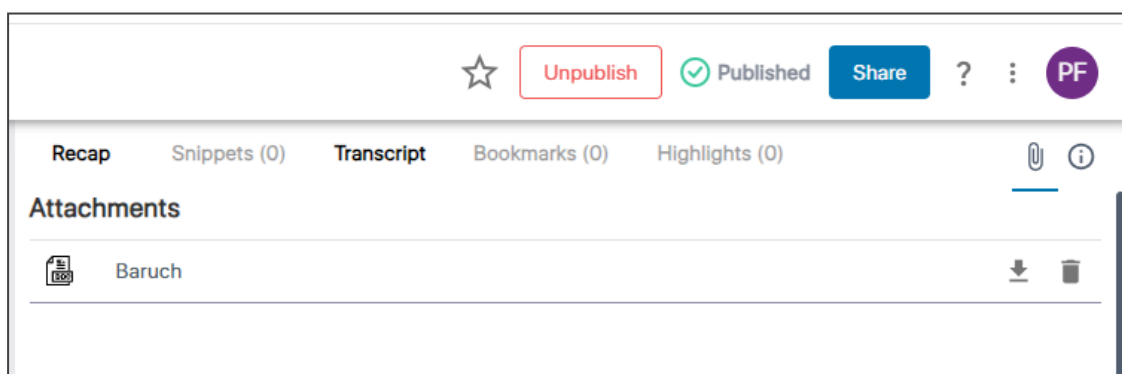 Unpublish Published Share ? PF
Recap Snippets (0) Transcript Bookmarks (0) Highlights (0)
Attachments
Baruch